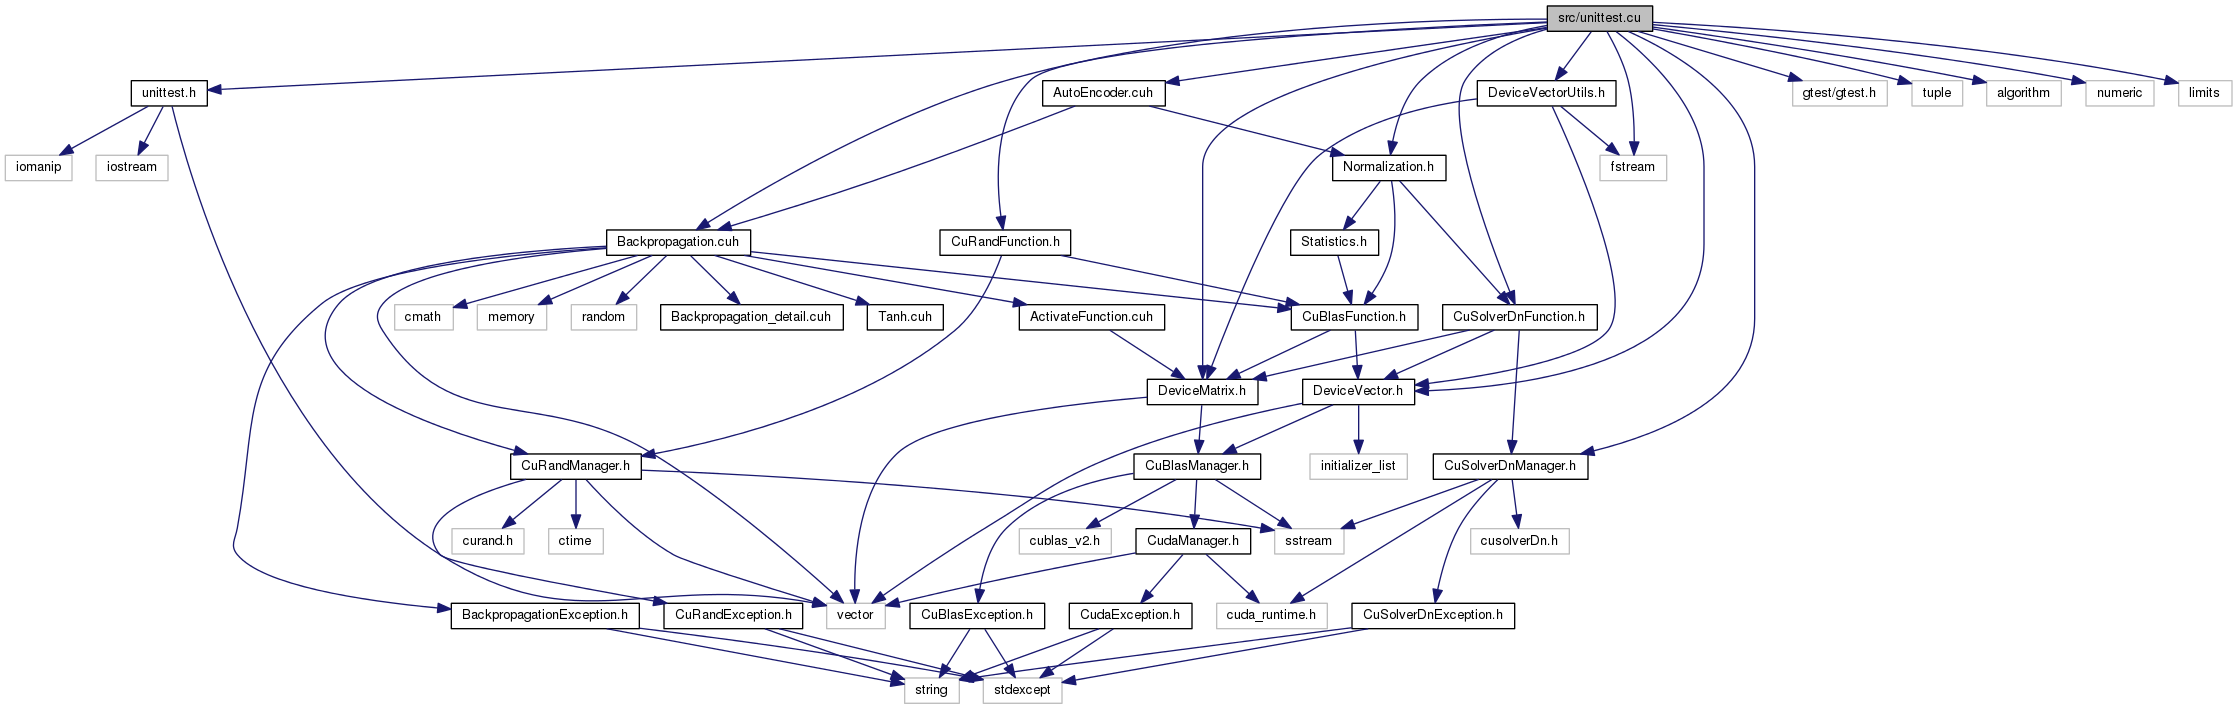 src/unittest.cu
unittest.h
AutoEncoder.cuh
DeviceVectorUtils.h
gtest/gtest.h
tuple
algorithm
numeric
limits
iomanip
iostream
Normalization.h
fstream
Backpropagation.cuh
CuRandFunction.h
Statistics.h
cmath
memory
random
Backpropagation_detail.cuh
Tanh.cuh
ActivateFunction.cuh
CuBlasFunction.h
CuSolverDnFunction.h
DeviceMatrix.h
DeviceVector.h
CuRandManager.h
CuBlasManager.h
initializer_list
CuSolverDnManager.h
curand.h
ctime
cublas_v2.h
CudaManager.h
sstream
cusolverDn.h
BackpropagationException.h
CuRandException.h
vector
CuBlasException.h
CudaException.h
cuda_runtime.h
CuSolverDnException.h
string
stdexcept